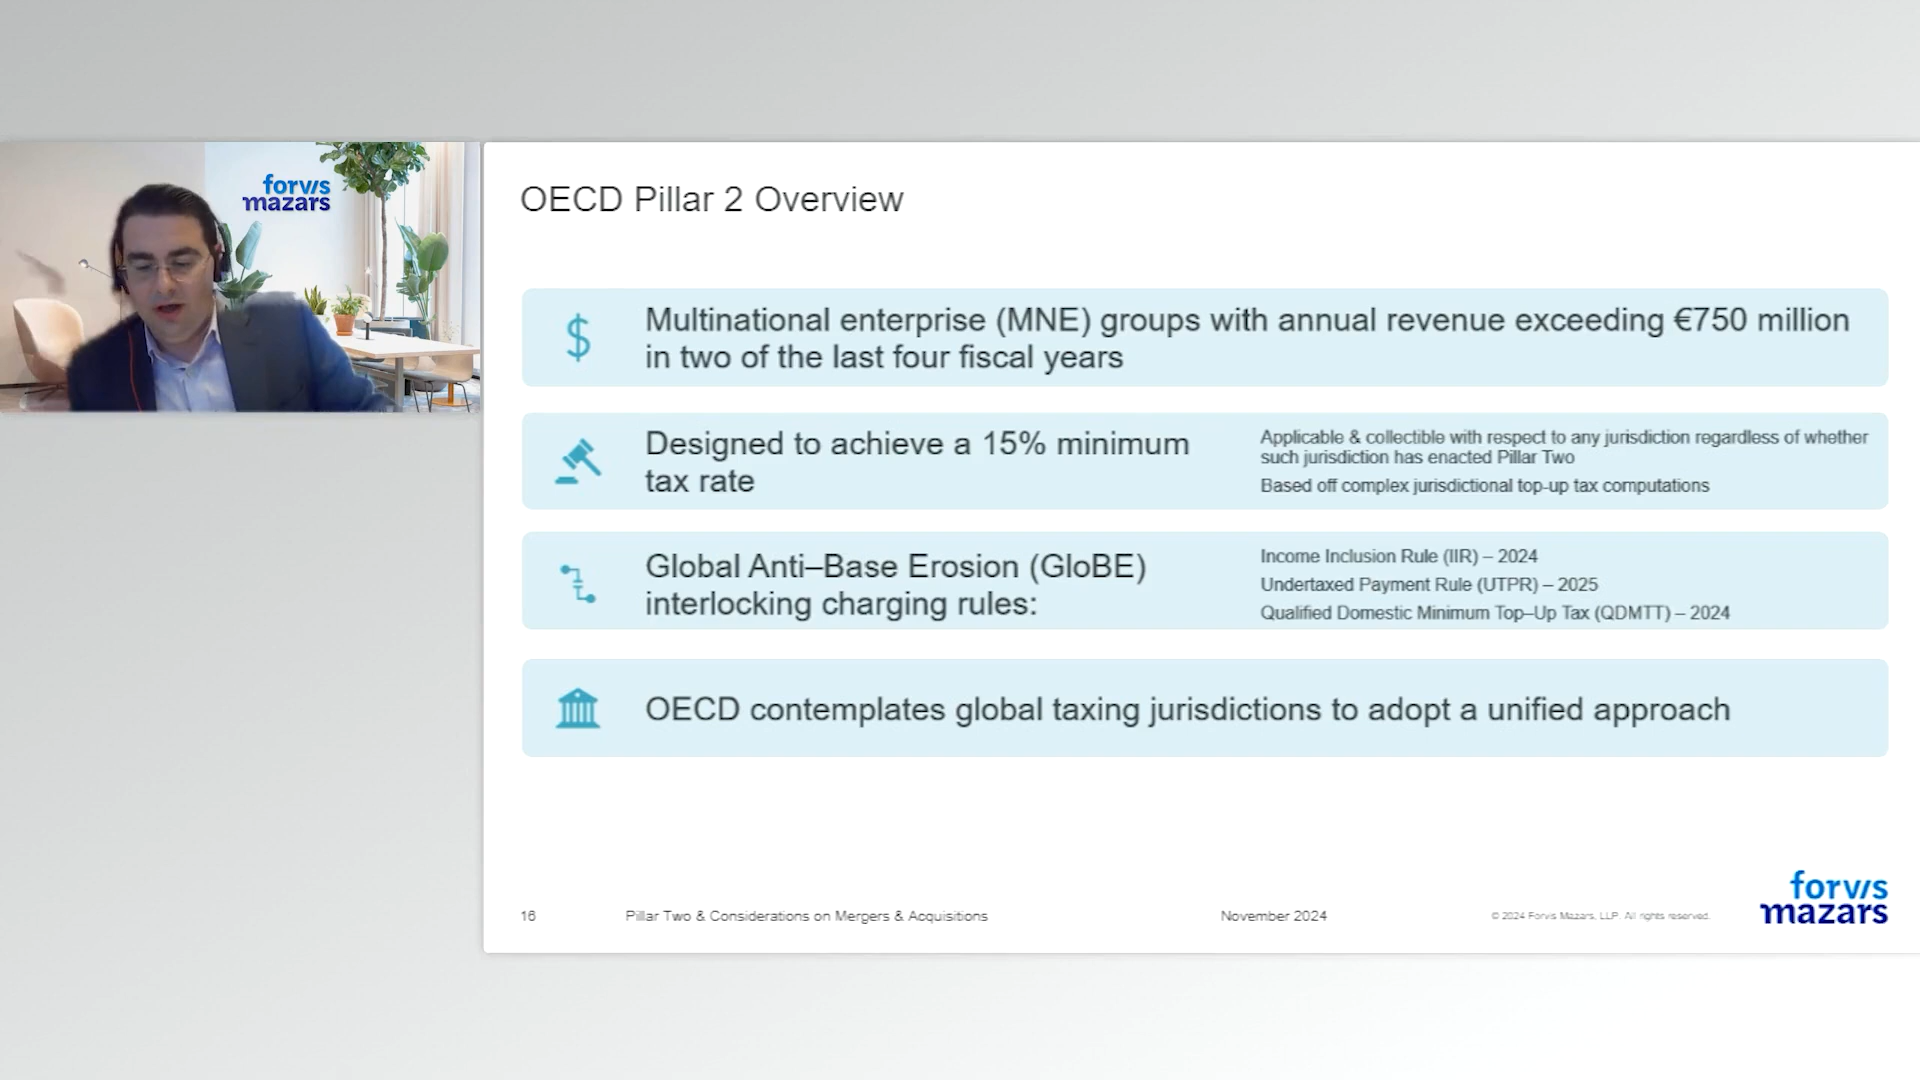 forvis
mazars
OECD Pillar 2 Overview
$
Multinational enterprise (MNE) groups with annual revenue exceeding €750 million
in two of the last four fiscal years
Designed to achieve a 15% minimum
tax rate
Applicable & collectible with respect to any jurisdiction regardless of whether
such jurisdiction has enacted Pillar Two
Based off complex jurisdictional top-up tax computations
Global Anti–Base Erosion (GloBE)
interlocking charging rules:
Income Inclusion Rule (IIR) – 2024
Undertaxed Payment Rule (UTPR) – 2025
Qualified Domestic Minimum Top–Up Tax (QDMTT) – 2024
OECD contemplates global taxing jurisdictions to adopt a unified approach
16
Pillar Two & Considerations on Mergers & Acquisitions
November 2024
© 2024 Forvis Mazars, LLP. All rights reserved.
forvis
mazars